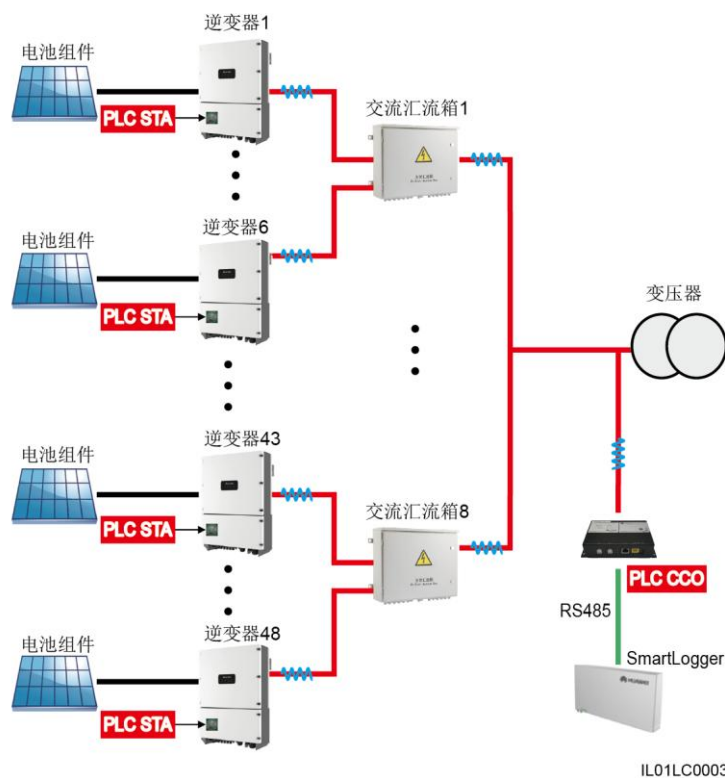 逆变器1
电池组件
PLC STA
交流汇流箱1
逆变器6
电池组件
PLC STA
变压器
逆变器43
电池组件
PLC STA
交流汇流箱8
PLC CCO
RS485
逆变器48
电池组件
PLC STA
SmartLogger
HUAWEI
IL01LC0003